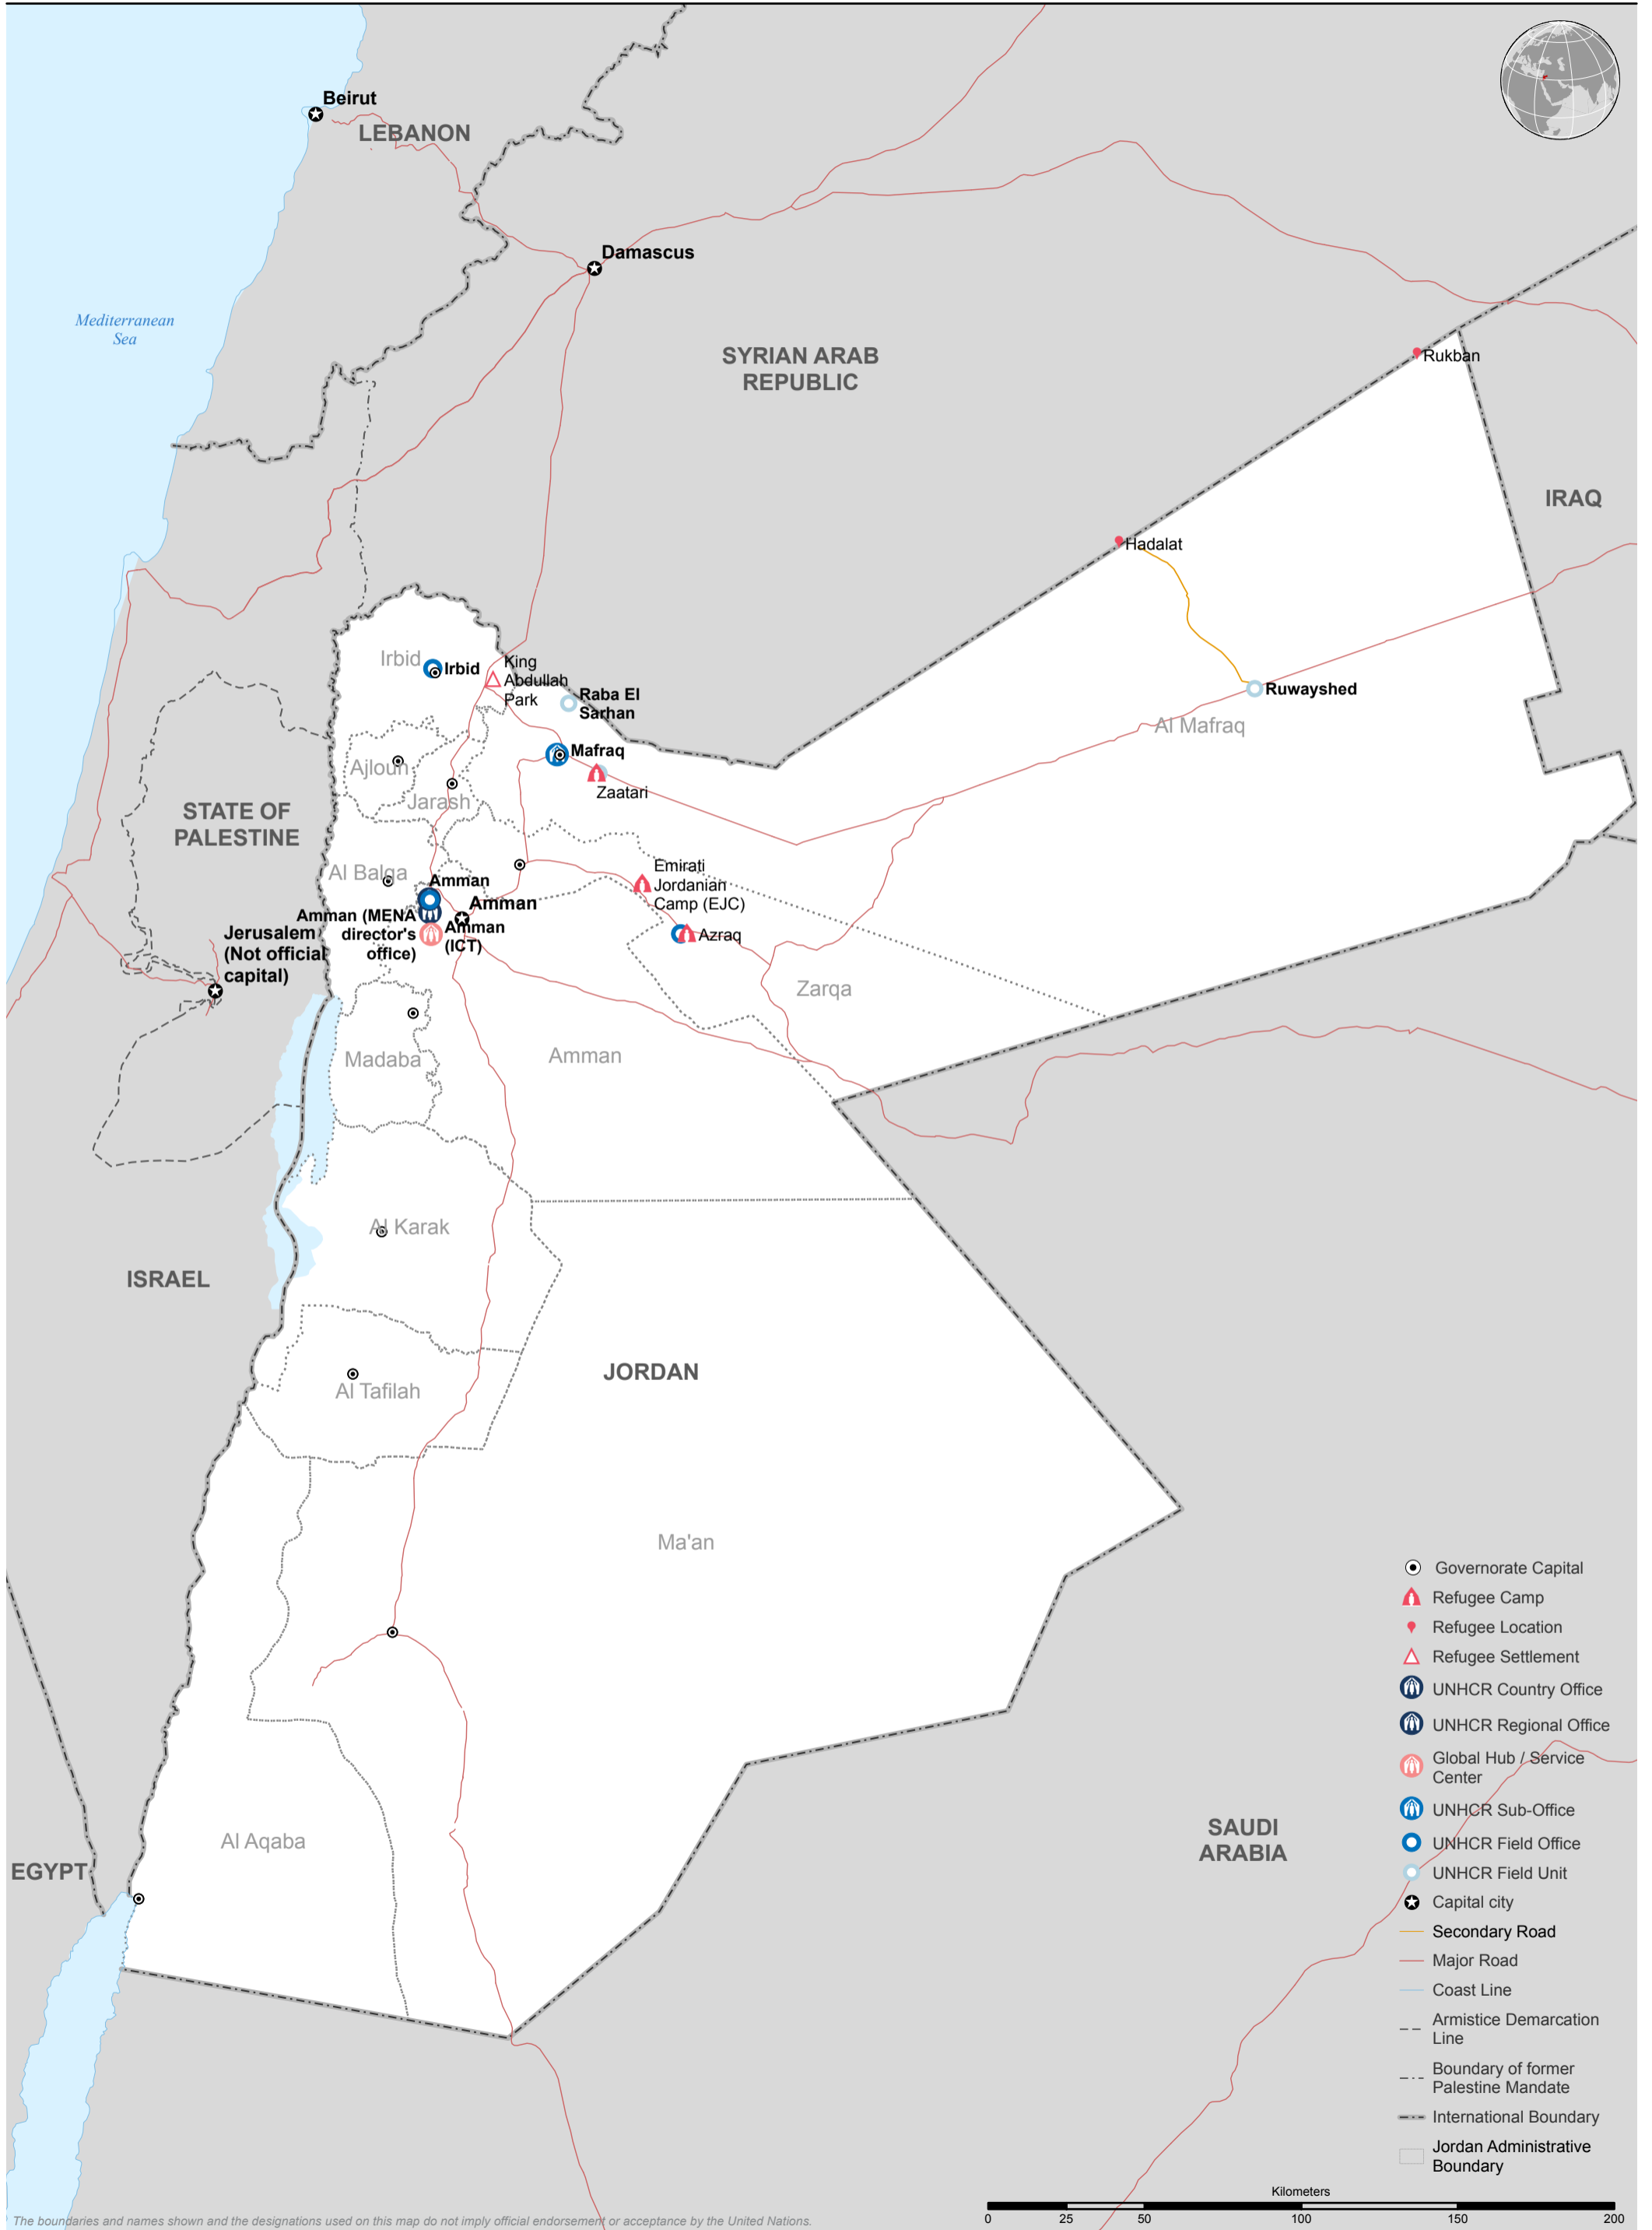 Beirut
LEBANON
Damascus
Mediterranean
Sea
SYRIAN ARAB
REPUBLIC
Rukban
IRAQ
Hadalat
Irbid
Irbid
King
Abdullah
Park
Raba El
Sarhan
Ruwayshed
Al Mafraq
Mafraq
Ajloun
Zaatari
Jarash
STATE OF
PALESTINE
Al Balqa
Emirati
Jordanian
Camp (EJC)
Amman
Amman
Amman (MENA
director's
office)
Amman
(ICT)
Azraq
Jerusalem
(Not official
capital)
Zarqa
Madaba
Amman
Al Karak
ISRAEL
JORDAN
Al Tafilah
Ma'an
Al Aqaba
EGYPT
SAUDI
ARABIA
Governorate Capital
Refugee Camp
Refugee Location
Refugee Settlement
UNHCR Country Office
UNHCR Regional Office
Global Hub / Service
Center
UNHCR Sub-Office
UNHCR Field Office
UNHCR Field Unit
Capital city
Secondary Road
Major Road
Coast Line
Armistice Demarcation
Line
Boundary of former
Palestine Mandate
International Boundary
Jordan Administrative
Boundary
Kilometers
0 25 50 100 150 200
The boundaries and names shown and the designations used on this map do not imply official endorsement or acceptance by the United Nations.